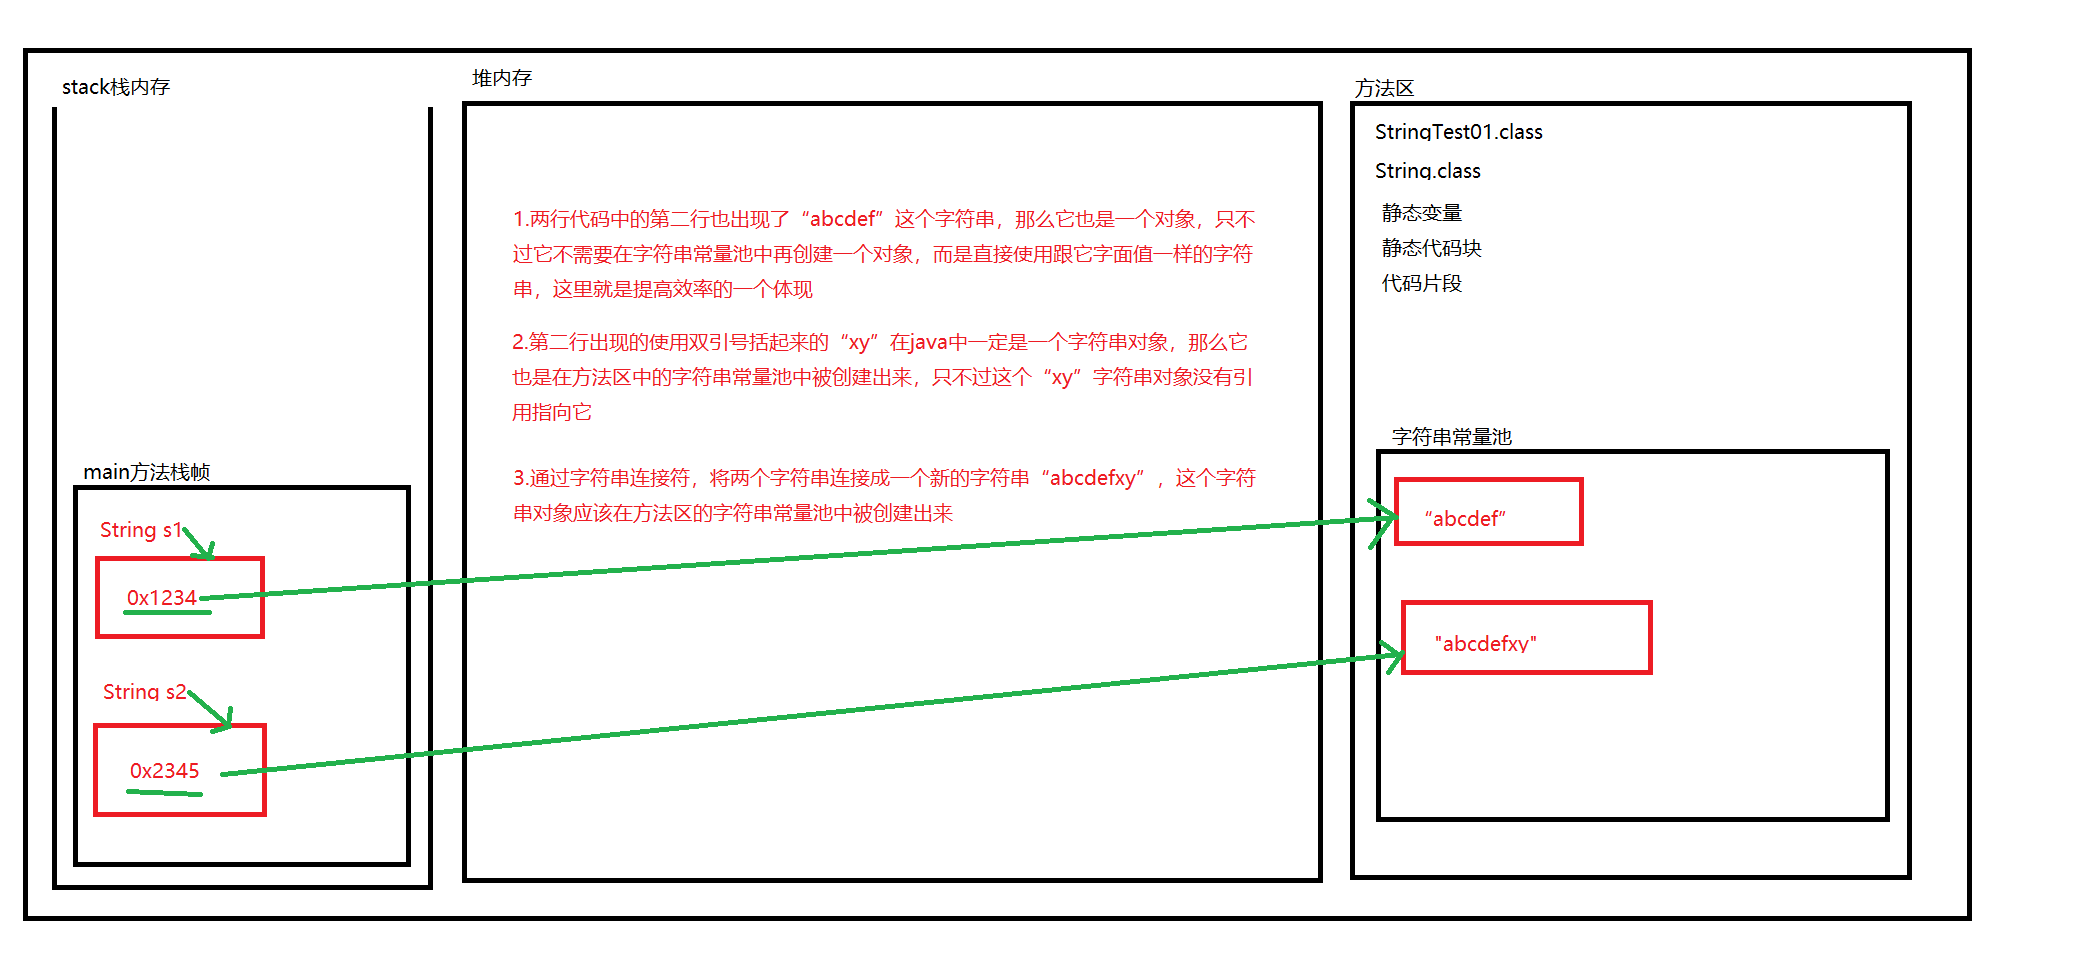 stack栈内存
堆内存
方法区
StringTest01.class
String.class
静态变量
静态代码块
代码片段
1.两行代码中的第二行也出现了“abcdef”这个字符串，那么它也是一个对象，只不
过它不需要在字符串常量池中再创建一个对象，而是直接使用跟它字面值一样的字符
串，这里就是提高效率的一个体现
2.第二行出现的使用双引号括起来的“xy”在java中一定是一个字符串对象，那么它
也是在方法区中的字符串常量池中被创建出来，只不过这个“xy”字符串对象没有引
用指向它
3.通过字符串连接符，将两个字符串连接成一个新的字符串“abcdefxy”，这个字符
串对象应该在方法区的字符串常量池中被创建出来
字符串常量池
“abcdef”
"abcdefxy"
main方法栈帧
String s1
0x1234
String s2
0x2345